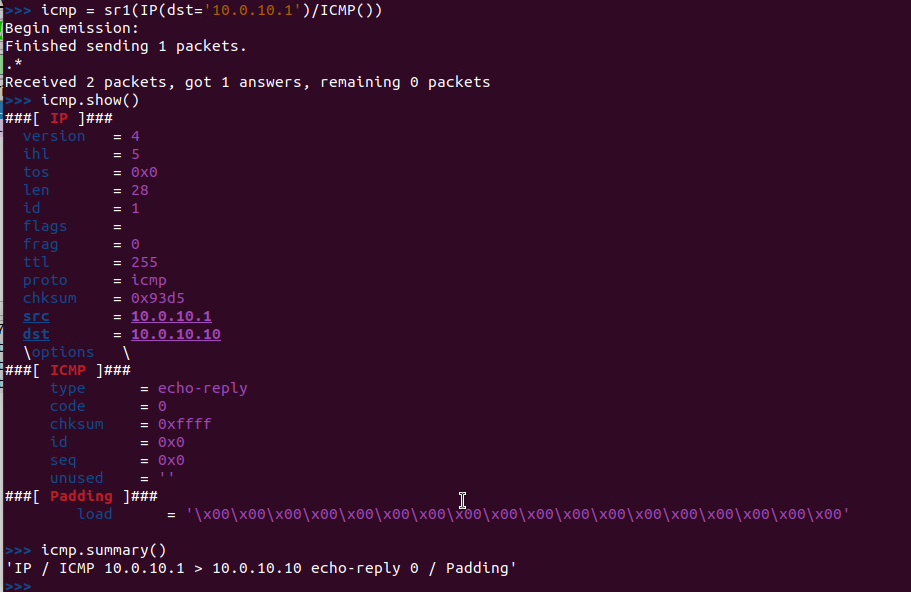 >>> icmp = sr1(IP(dst='10.0.10.1')/ICMP())
Begin emission:
Finished sending 1 packets.
.*
Received 2 packets, got 1 answers, remaining 0 packets
>>> icmp.show()
###[ IP ]###
  version   = 4
  ihl       = 5
  tos       = 0x0
  len       = 28
  id        = 1
  flags     =
  frag      = 0
  ttl       = 255
  proto     = icmp
  chksum    = 0x93d5
  src       = 10.0.10.1
  dst       = 10.0.10.10
  \options   \
###[ ICMP ]###
     type      = echo-reply
     code      = 0
     chksum    = 0xffff
     id        = 0x0
     seq       = 0x0
     unused    = ''
###[ Padding ]###
        load      = '\x00\x00\x00\x00\x00\x00\x00\x00\x00\x00\x00\x00\x00\x00\x00\x00\x00\x00'
>>> icmp.summary()
'IP / ICMP 10.0.10.1 > 10.0.10.10 echo-reply 0 / Padding'
>>>